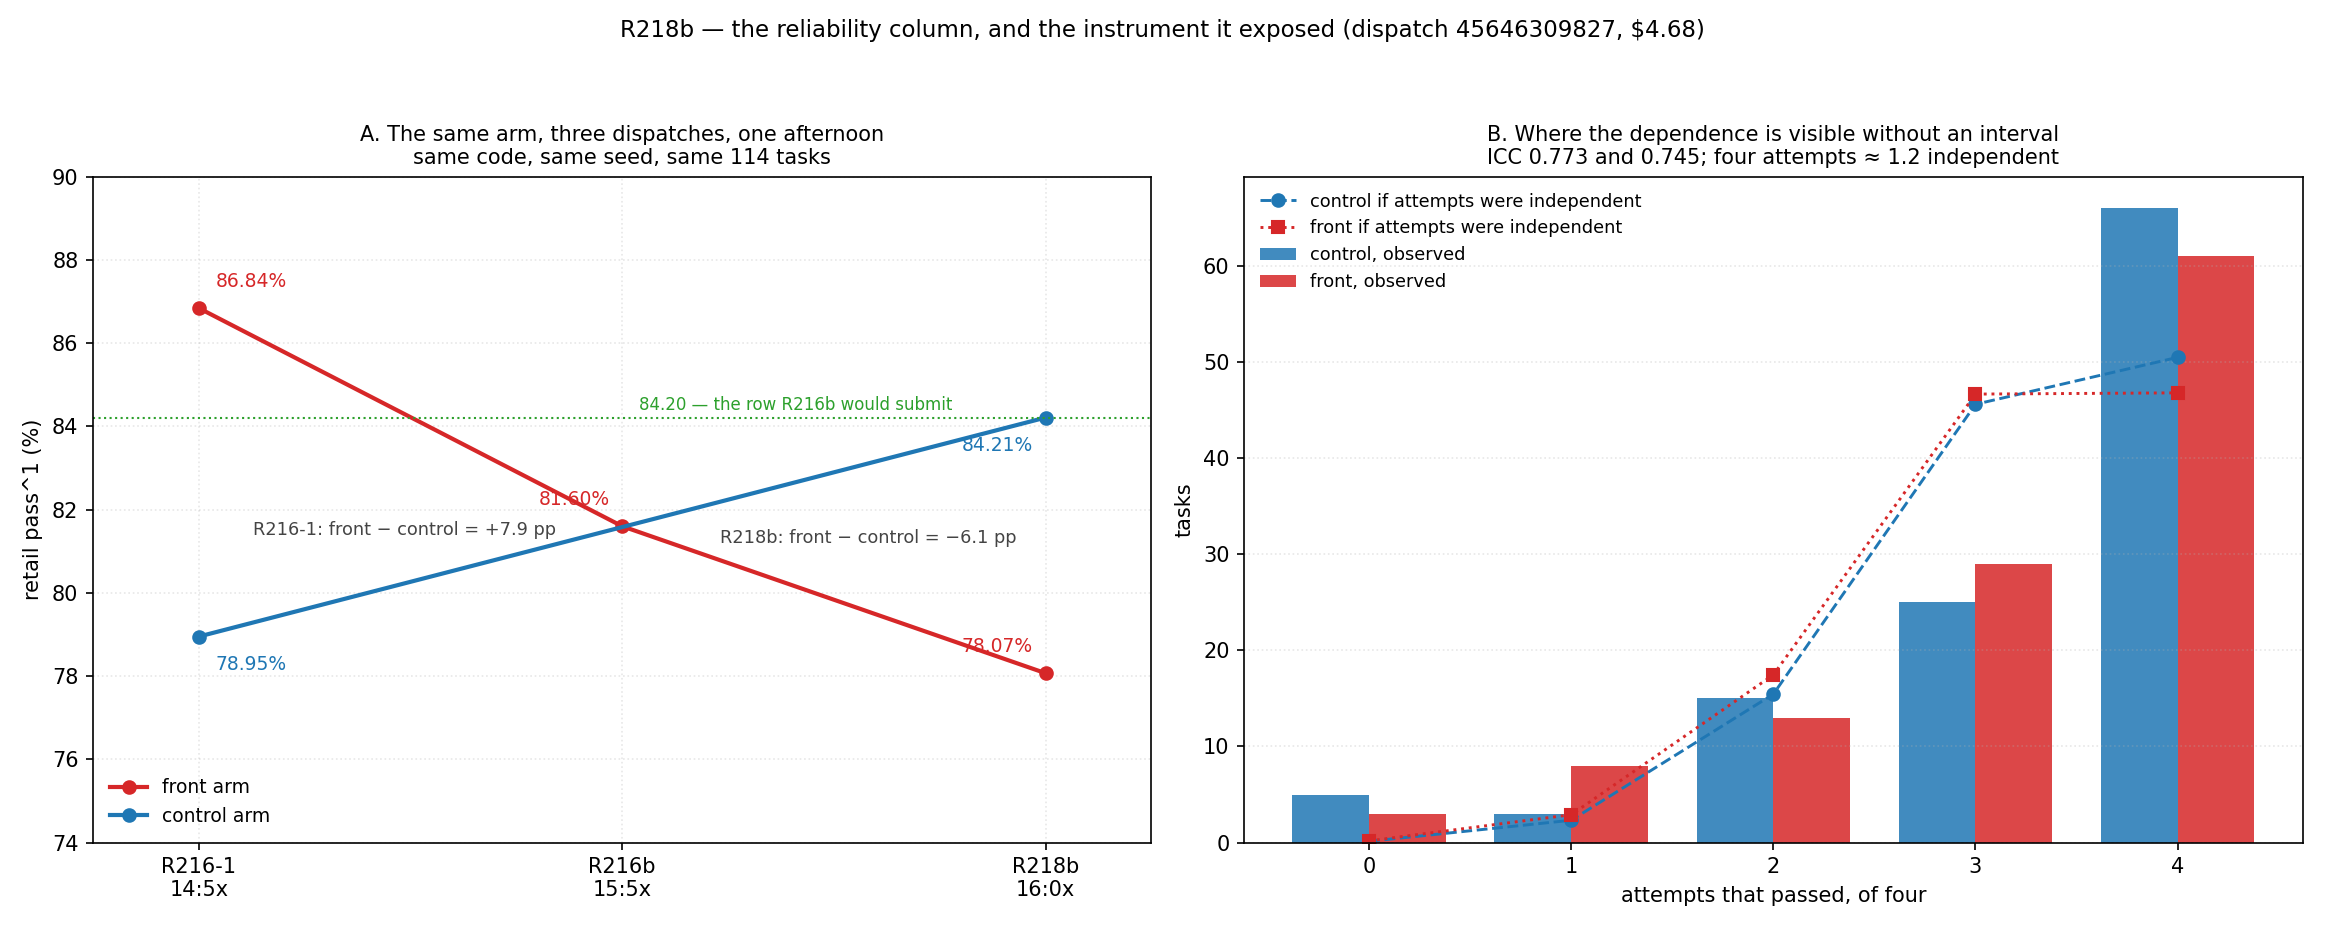 R218b — the reliability column, and the instrument it exposed (dispatch 45646309827, $4.68)
A. The same arm, three dispatches, one afternoon
same code, same seed, same 114 tasks
90
88
86
84
82
80
78
76
74
retail pass^1 (%)
86.84%
84.20 — the row R216b would submit
84.21%
81.60%
R216-1: front − control = +7.9 pp
R218b: front − control = −6.1 pp
78.95%
78.07%
front arm
control arm
R216-1
14:5x
R216b
15:5x
R218b
16:0x
B. Where the dependence is visible without an interval
ICC 0.773 and 0.745; four attempts ≈ 1.2 independent
control if attempts were independent
front if attempts were independent
control, observed
front, observed
60
50
40
30
20
10
0
tasks
0
1
2
3
4
attempts that passed, of four